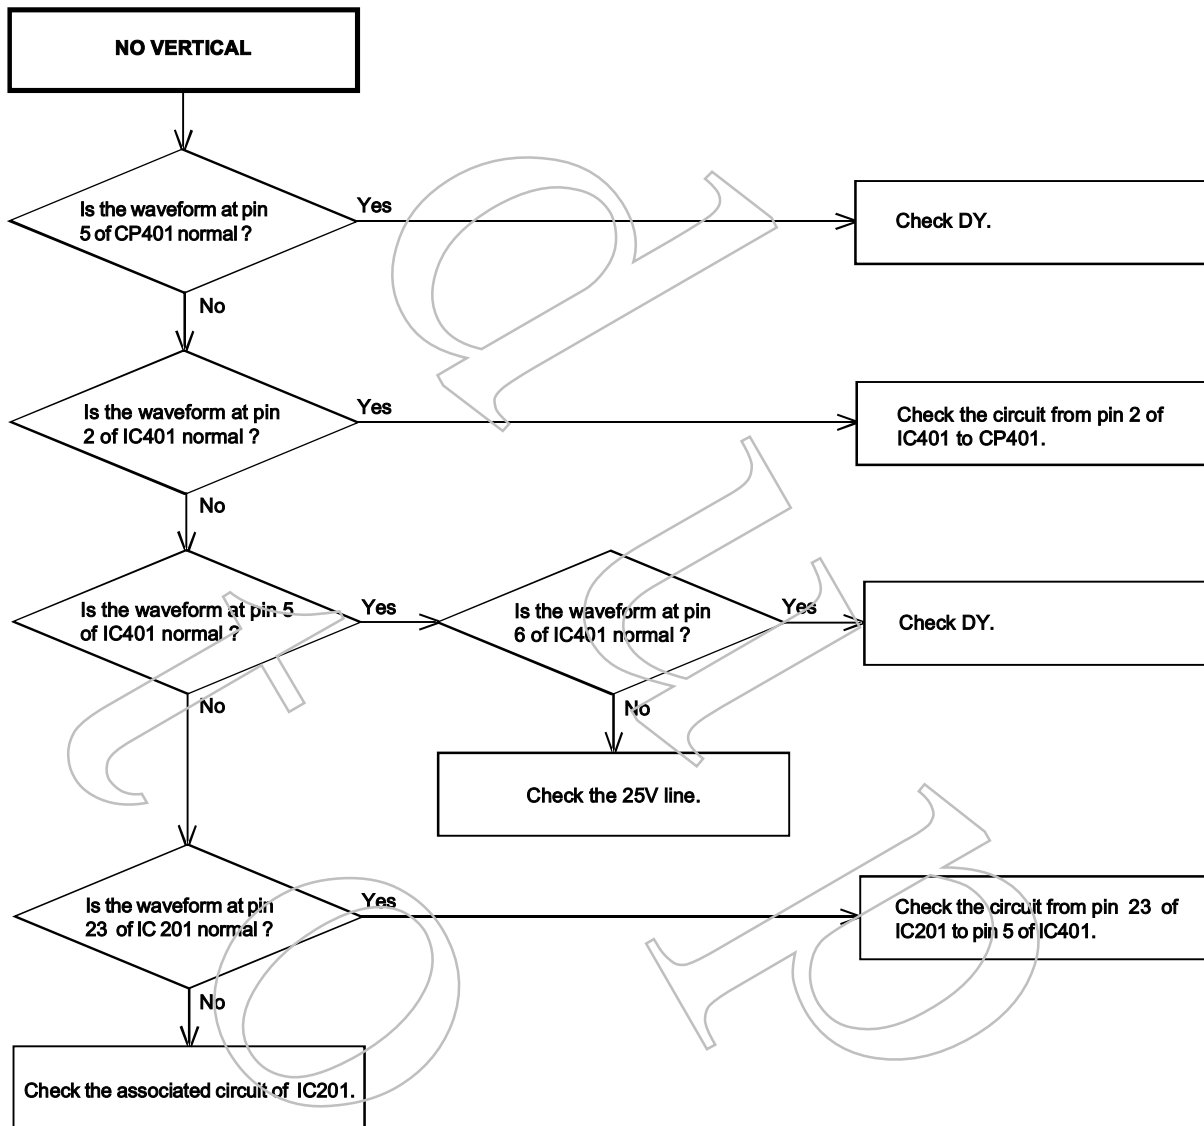 NO VERTICAL
Is the waveform at pin
5 of CP401 normal ?
Yes
Check DY.
No
Is the waveform at pin
2 of IC401 normal ?
Yes
Check the circuit from pin 2 of
IC401 to CP401.
No
Is the waveform at pin 5
of IC401 normal ?
Yes
Is the waveform at pin
6 of IC401 normal ?
Yes
Check DY.
No
No
Check the 25V line.
Is the waveform at pin
23 of IC 201 normal ?
Yes
Check the circuit from pin 23 of
IC201 to pin 5 of IC401.
No
Check the associated circuit of IC201.